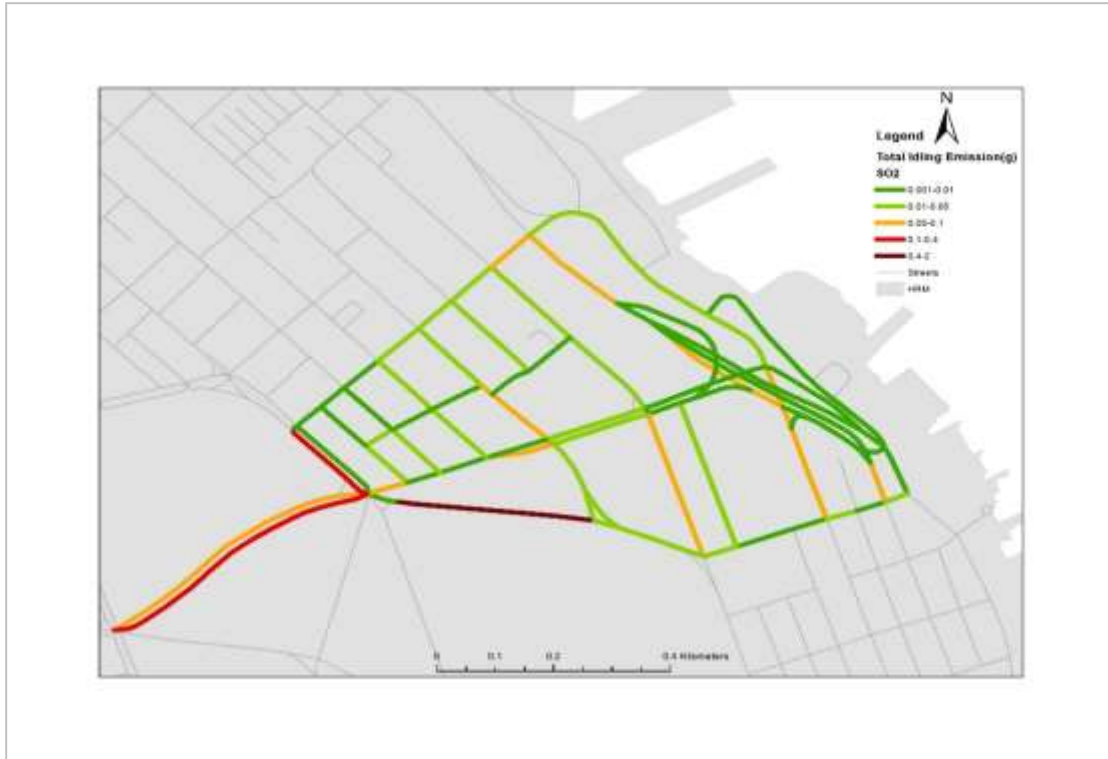 N
Legend
Total Idling Emission(g)
SO2
0.001-0.01
0.01-0.05
0.05-0.1
0.1-0.4
0.4-2
Streets
HRM
0 0.1 0.2 0.4 Kilometers